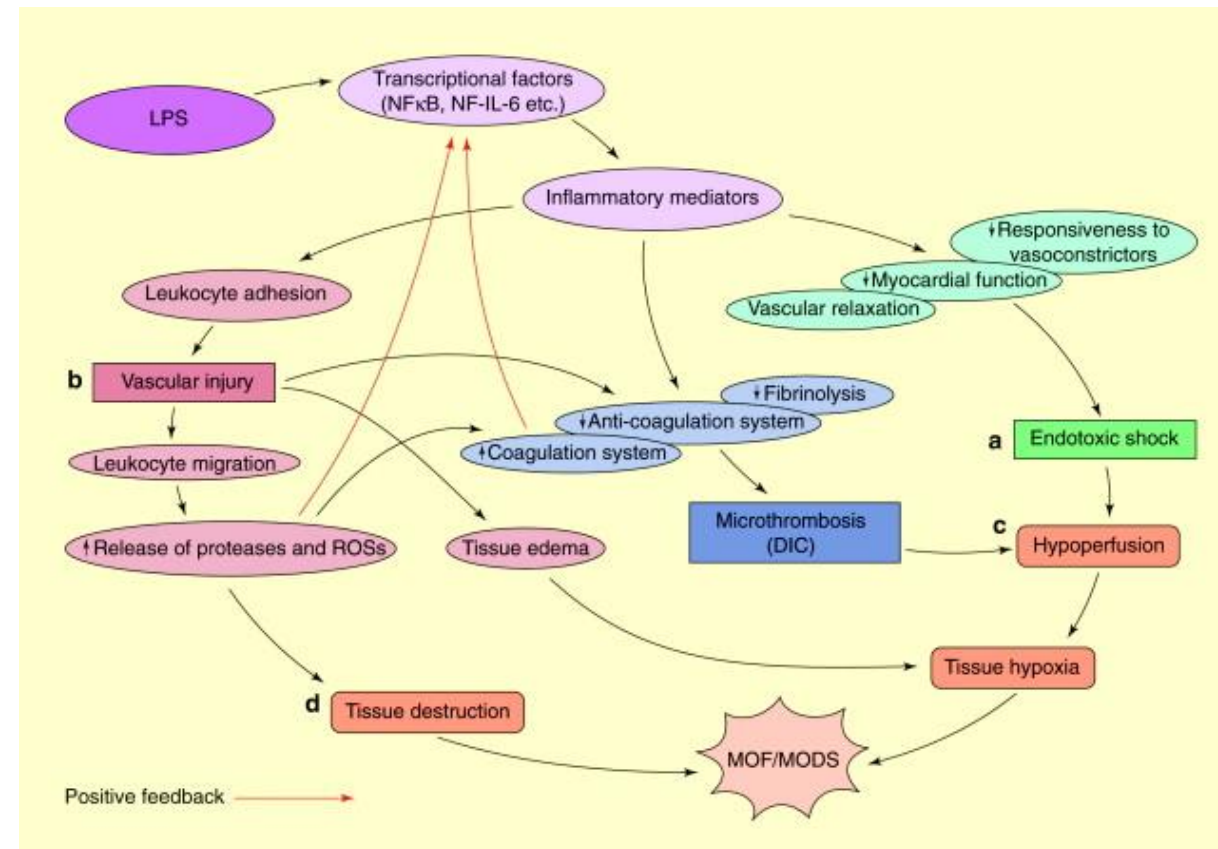 Transcriptional factors
(NFκB, NF-IL-6 etc.)
LPS
Inflammatory mediators
↓Responsiveness to
vasoconstrictors
↓Myocardial function
Vascular relaxation
Leukocyte adhesion
b Vascular injury
↓Fibrinolysis
↓Anti-coagulation system
↑Coagulation system
a Endotoxic shock
Leukocyte migration
Microthrombosis
(DIC)
c Hypoperfusion
↑Release of proteases and ROSs
Tissue edema
Tissue hypoxia
d Tissue destruction
MOF/MODS
Positive feedback